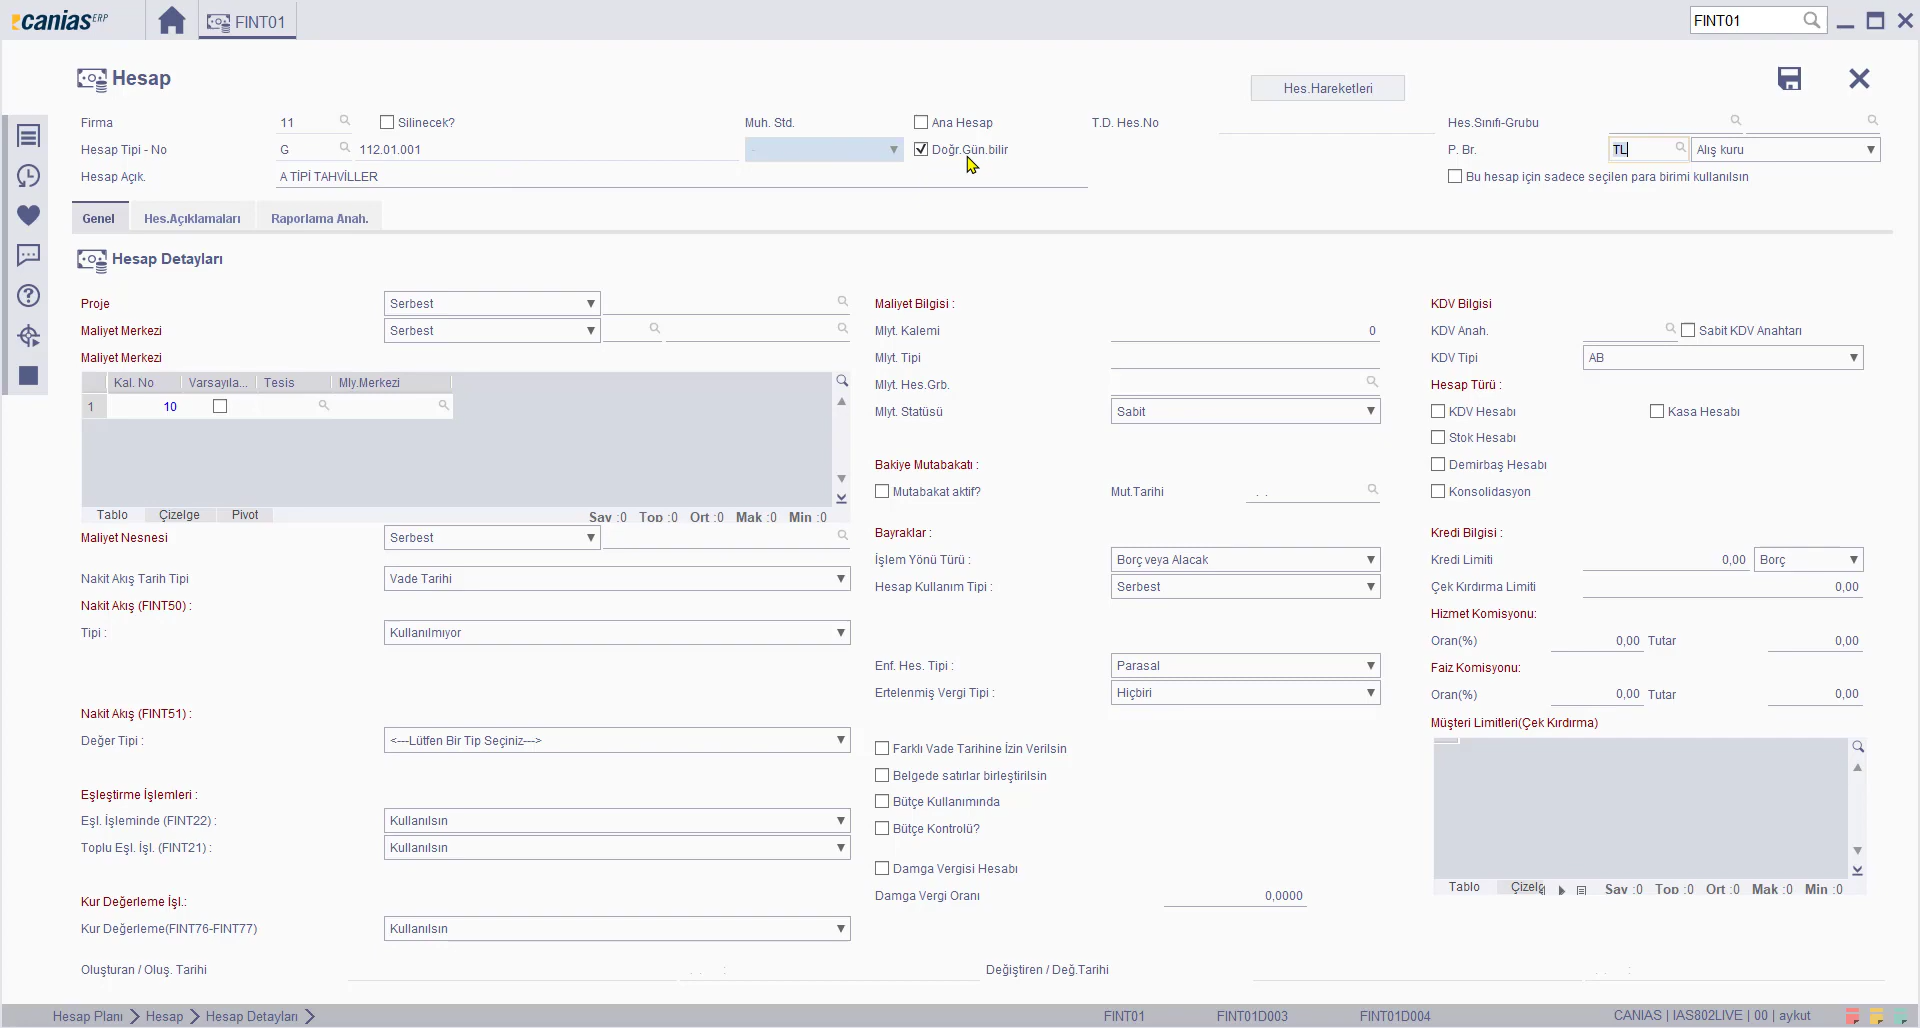 canias ERP FINT01 FINT01
Hesap Hes.Hareketleri
Firma 11 Silinecek? Muh. Std. Ana Hesap T.D. Hes.No Hes.Sınıfı-Grubu
Hesap Tipi - No G 112.01.001 Doğr.Gün.bilir P. Br. TL Alış kuru
Hesap Açık. A TİPİ TAHVİLLER Bu hesap için sadece seçilen para birimi kullanılsın
Genel Hes.Açıklamaları Raporlama Anah.
Hesap Detayları
Proje Serbest Maliyet Bilgisi : KDV Bilgisi
Maliyet Merkezi Serbest Mlyt. Kalemi 0 KDV Anah. Sabit KDV Anahtarı
Maliyet Merkezi Mlyt. Tipi KDV Tipi AB
Kal. No Varsayıla... Tesis Mly.Merkezi Mlyt. Hes.Grb. Hesap Türü :
1 10 Mlyt. Statüsü Sabit KDV Hesabı Kasa Hesabı
Stok Hesabı
Bakiye Mutabakatı : Demirbaş Hesabı
Mutabakat aktif? Mut.Tarihi . . Konsolidasyon
Tablo Çizelge Pivot Sav :0 Top :0 Ort :0 Mak :0 Min :0
Maliyet Nesnesi Serbest Bayraklar : Kredi Bilgisi :
İşlem Yönü Türü : Borç veya Alacak Kredi Limiti 0,00 Borç
Nakit Akış Tarih Tipi Vade Tarihi Hesap Kullanım Tipi : Serbest Çek Kırdırma Limiti 0,00
Nakit Akış (FINT50) : Hizmet Komisyonu:
Tipi : Kullanılmıyor Oran(%) 0,00 Tutar 0,00
Enf. Hes. Tipi : Parasal Faiz Komisyonu:
Ertelenmiş Vergi Tipi : Hiçbiri Oran(%) 0,00 Tutar 0,00
Nakit Akış (FINT51) : Müşteri Limitleri(Çek Kırdırma)
Değer Tipi : <---Lütfen Bir Tip Seçiniz---> Farklı Vade Tarihine İzin Verilsin
Belgede satırlar birleştirilsin
Eşleştirme İşlemleri : Bütçe Kullanımında
Eşl. İşleminde (FINT22) : Kullanılsın Bütçe Kontrolü?
Toplu Eşl. İşl. (FINT21) : Kullanılsın
Damga Vergisi Hesabı
Tablo Çizelg Sav :0 Top :0 Ort :0 Mak :0 Min :0
Kur Değerleme İşl.: Damga Vergi Oranı 0,0000
Kur Değerleme(FINT76-FINT77) Kullanılsın
Oluşturan / Oluş. Tarihi . . : Değiştiren / Değ.Tarihi . . :
Hesap Planı Hesap Hesap Detayları FINT01 FINT01D003 FINT01D004 CANIAS | IAS802LIVE | 00 | aykut